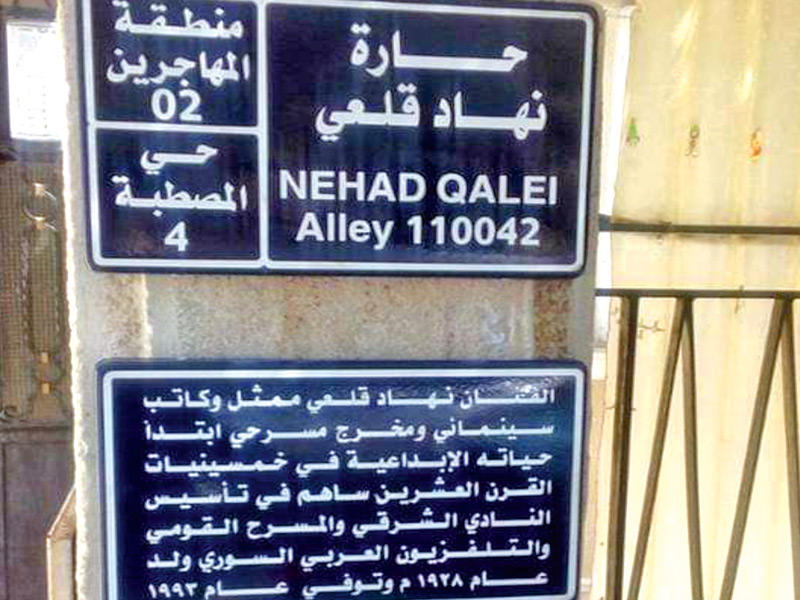 حارة
نهاد قلعي
NEHAD QALEI
Alley 110042
منطقة
المهاجرين
02
حي
المصطبة
4
الفنان نهاد قلعي ممثل وكاتب
سينمائي ومخرج مسرحي ابتدأ
حياته الإبداعية في خمسينيات
القرن العشرين ساهم في تأسيس
النادي الشرقي والمسرح القومي
والتلفزيون العربي السوري ولد
عام ١٩٢٨ م وتوفي عام ١٩٩٣